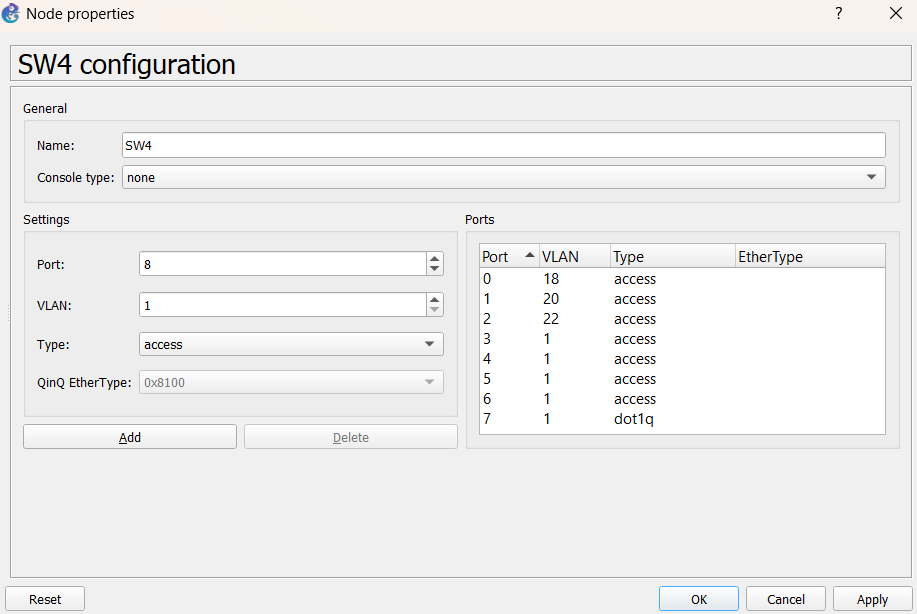 Node properties ?
SW4 configuration
General
Name: SW4
Console type: none
Settings
Port: 8
VLAN: 1
Type: access
QinQ EtherType: 0x8100
Add Delete
Ports
Port VLAN Type EtherType
0 18 access
1 20 access
2 22 access
3 1 access
4 1 access
5 1 access
6 1 access
7 1 dot1q
Reset OK Cancel Apply